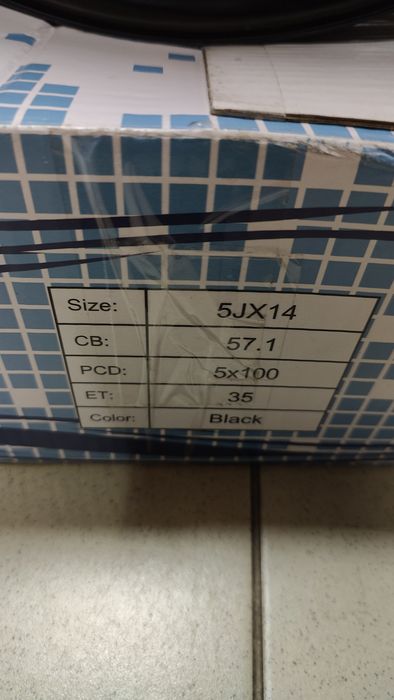 Size: 5JX14
CB: 57.1
PCD: 5x100
ET: 35
Color: Black